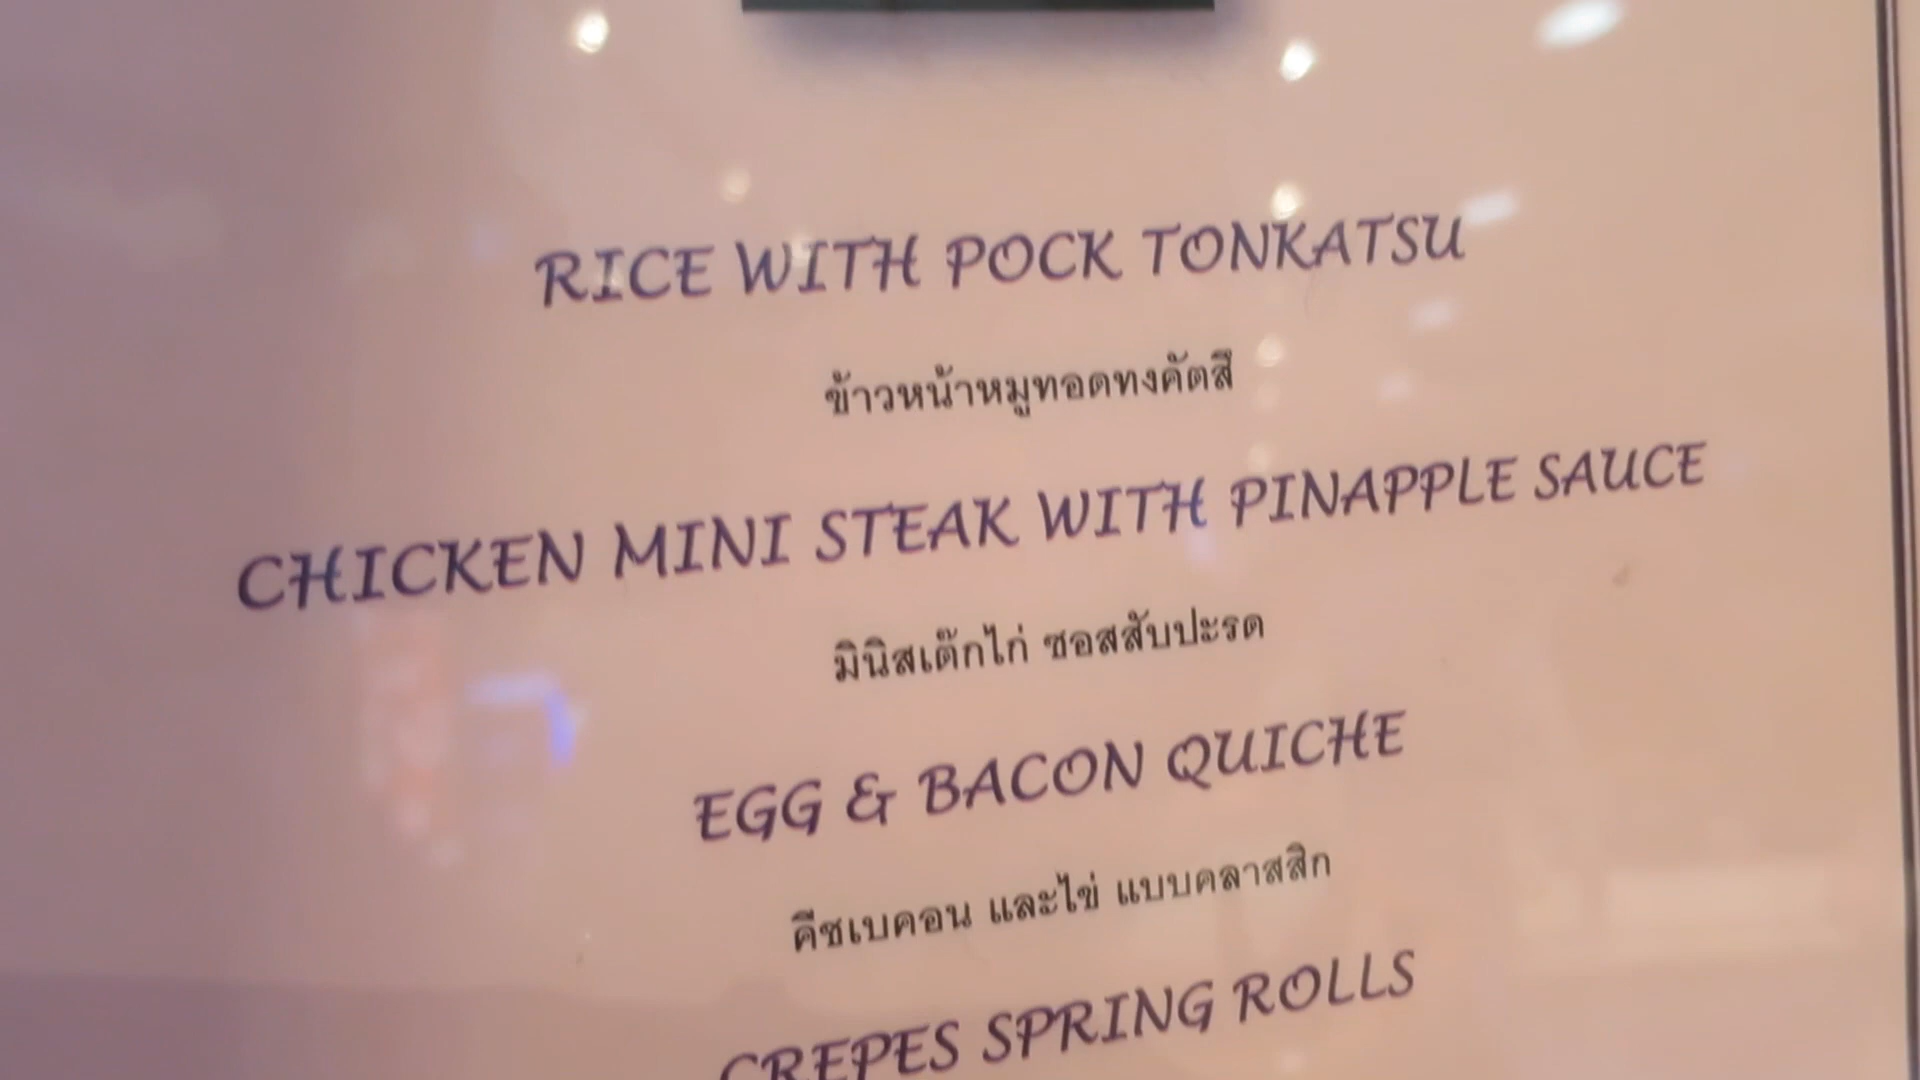 RICE WITH POCK TONKATSU
ข้าวหน้าหมูทอดทงคัตสึ
CHICKEN MINI STEAK WITH PINAPPLE SAUCE
มินิสเต๊กไก่ ซอสสับปะรด
EGG & BACON QUICHE
คีชเบคอน และไข่ แบบคลาสสิก
CREPES SPRING ROLLS